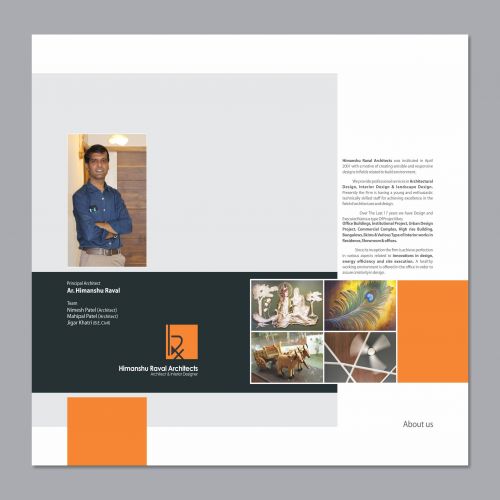 Himanshu Raval Architects was instituted in April
2001 with a motive of creating sensible and responsive
designs in fields related to build environment.
We provide professional services in Architectural
Design, Interior Design & landscape Design.
Presently the firm is having a young and enthusiastic
technically skilled staff for achieving excellence in the
field of architecture and design.
Over The Last 17 years we have Design and
Executed Various type Of Project likes
Office Buildings, Institutional Project, Urban Design
Project, Commercial Complex, High rise Building,
Bungalows, Skims & Various Type of Interior works in
Residence, Showroom & offices.
Since its inception the firm is achieve perfection
in various aspects related to innovations in design,
energy efficiency and site execution. A healthy
working environment is offered in the office in order to
assure creativity in design.
Principal Architect
Ar. Himanshu Raval
Team
Nimesh Patel (Architect)
Mahipal Patel (Architect)
Jigar Khatri (B.E, Civil)
Himanshu Raval Architects
Architect & Interior Designer
About us